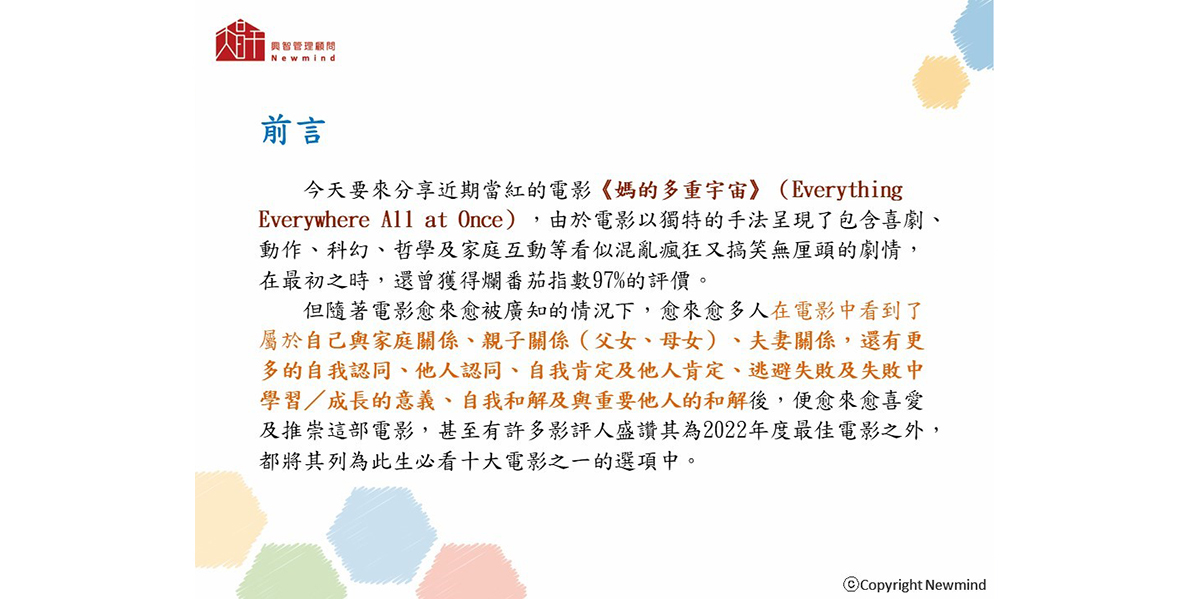 興智管理顧問
Newmind
前言
今天要來分享近期當紅的電影《媽的多重宇宙》（Everything
Everywhere All at Once），由於電影以獨特的手法呈現了包含喜劇、
動作、科幻、哲學及家庭互動等看似混亂瘋狂又搞笑無厘頭的劇情，
在最初之時，還曾獲得爛番茄指數97%的評價。
但隨著電影愈來愈被廣知的情況下，愈來愈多人在電影中看到了
屬於自己與家庭關係、親子關係（父女、母女）、夫妻關係，還有更
多的自我認同、他人認同、自我肯定及他人肯定、逃避失敗及失敗中
學習／成長的意義、自我和解及與重要他人的和解後，便愈來愈喜愛
及推崇這部電影，甚至有許多影評人盛讚其為2022年度最佳電影之外，
都將其列為此生必看十大電影之一的選項中。
ⓒCopyright Newmind